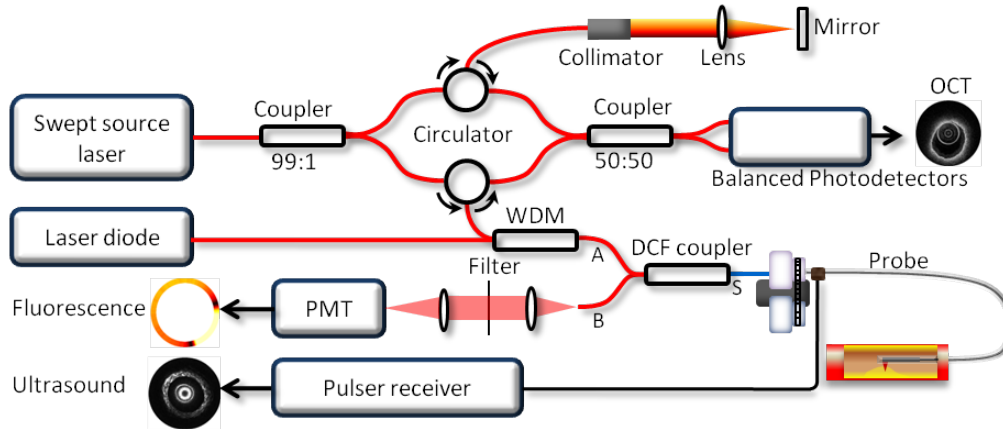 Collimator
Lens
Mirror
Swept source
laser
Coupler
99:1
Circulator
Coupler
50:50
OCT
Balanced Photodetectors
Laser diode
WDM
A
DCF coupler
S
Probe
Filter
B
Fluorescence
PMT
Ultrasound
Pulser receiver